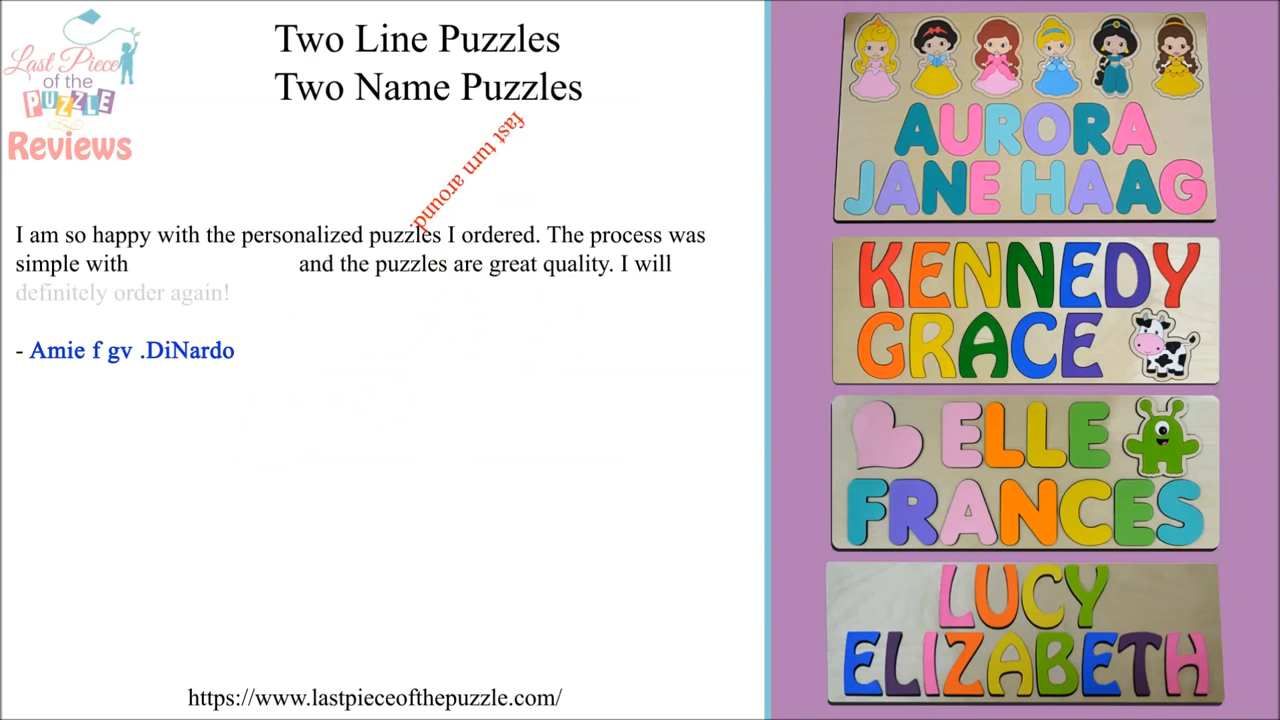 Last Piece
of the
PUZZLE
Reviews
Two Line Puzzles
Two Name Puzzles
fast turn around
I am so happy with the personalized puzzles I ordered. The process was
simple with and the puzzles are great quality. I will
definitely order again!
- Amie f gv .DiNardo
https://www.lastpieceofthepuzzle.com/
AURORA
JANE HAAG
KENNEDY
GRACE
ELLE
FRANCES
LUCY
ELIZABETH